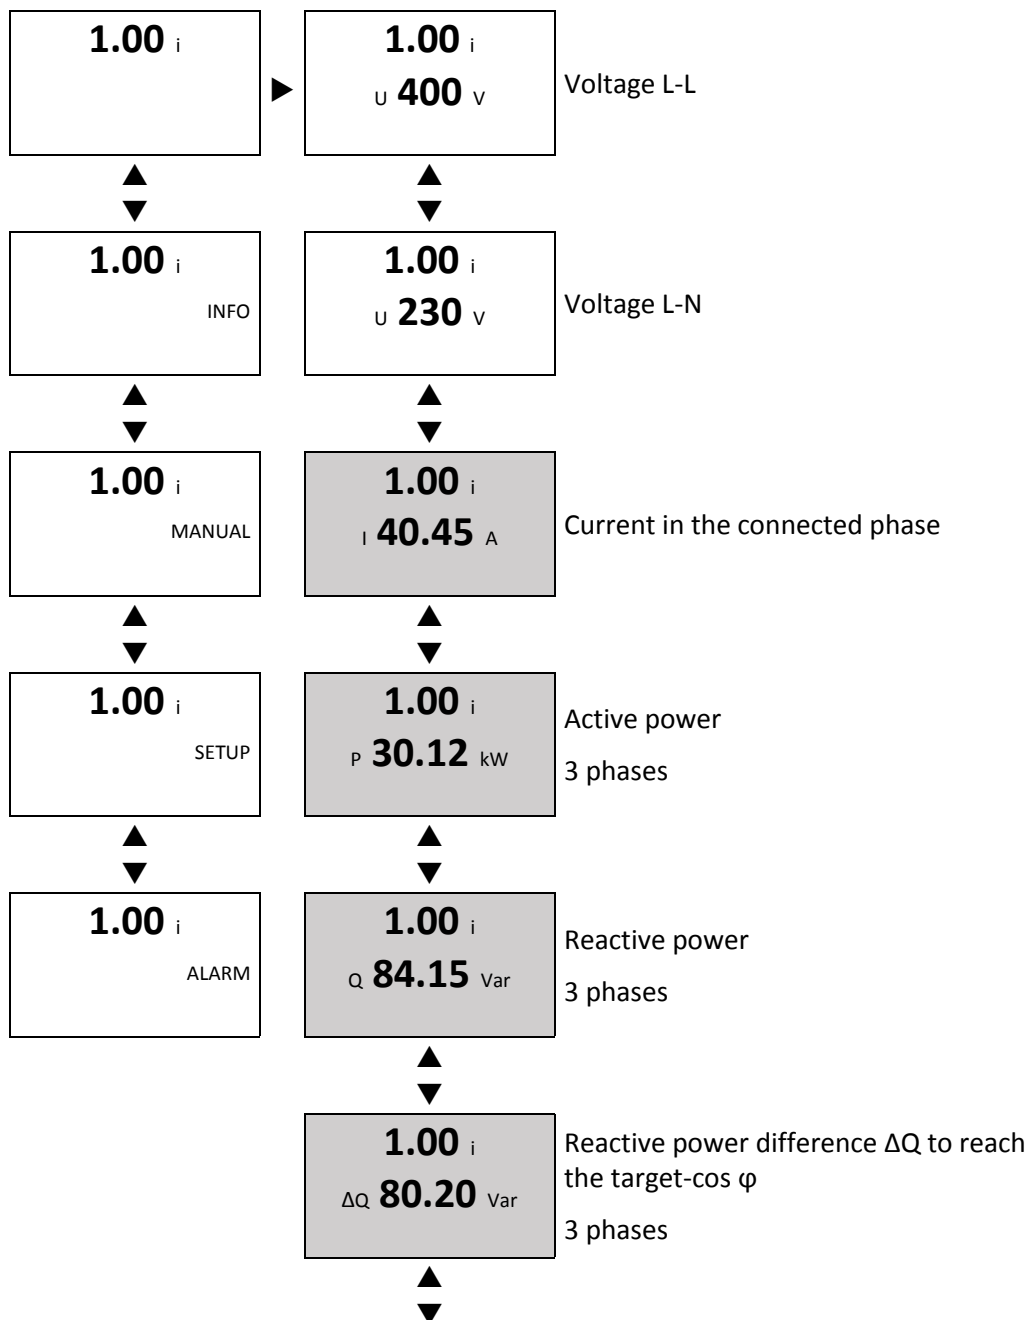 1.00 i
1.00 i
U 400 V
Voltage L-L
1.00 i
INFO
1.00 i
U 230 V
Voltage L-N
1.00 i
MANUAL
1.00 i
I 40.45 A
Current in the connected phase
1.00 i
SETUP
1.00 i
P 30.12 kW
Active power
3 phases
1.00 i
ALARM
1.00 i
Q 84.15 Var
Reactive power
3 phases
1.00 i
ΔQ 80.20 Var
Reactive power difference ΔQ to reach
the target-cos φ
3 phases